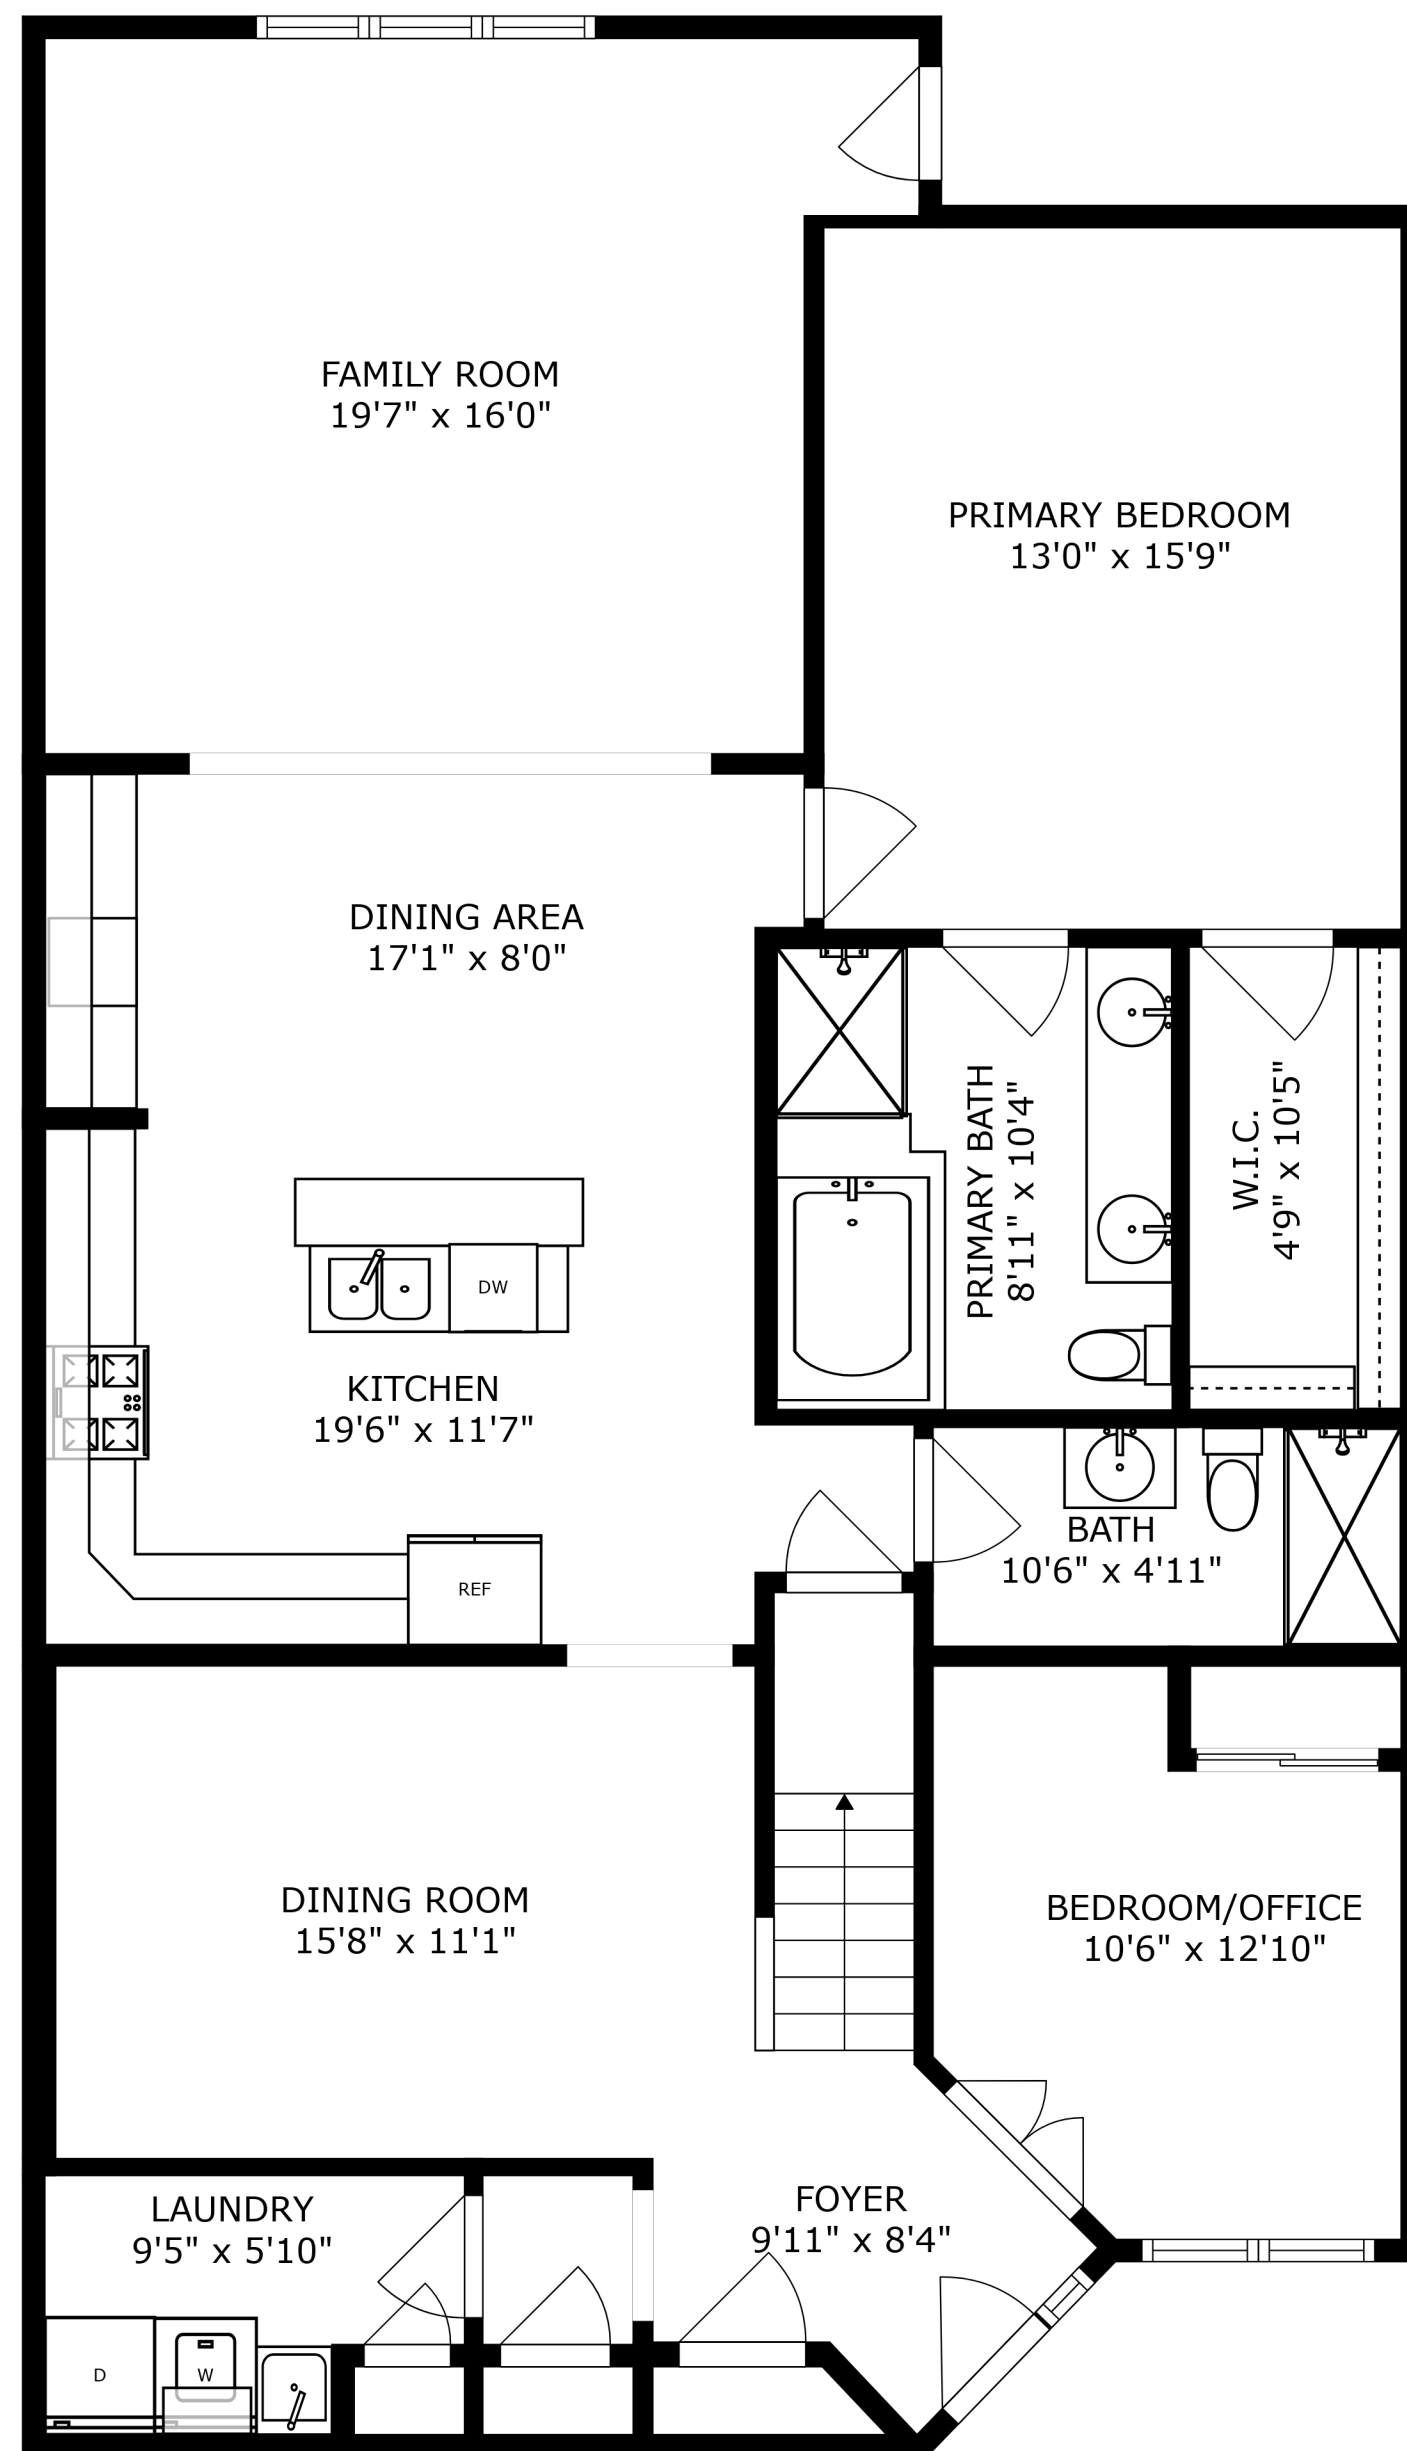 FAMILY ROOM
19'7" x 16'0"
PRIMARY BEDROOM
13'0" x 15'9"
DINING AREA
17'1" x 8'0"
PRIMARY BATH
8'11" x 10'4"
W.I.C.
4'9" x 10'5"
DW
KITCHEN
19'6" x 11'7"
BATH
10'6" x 4'11"
REF
DINING ROOM
15'8" x 11'1"
BEDROOM/OFFICE
10'6" x 12'10"
LAUNDRY
9'5" x 5'10"
FOYER
9'11" x 8'4"
D
W